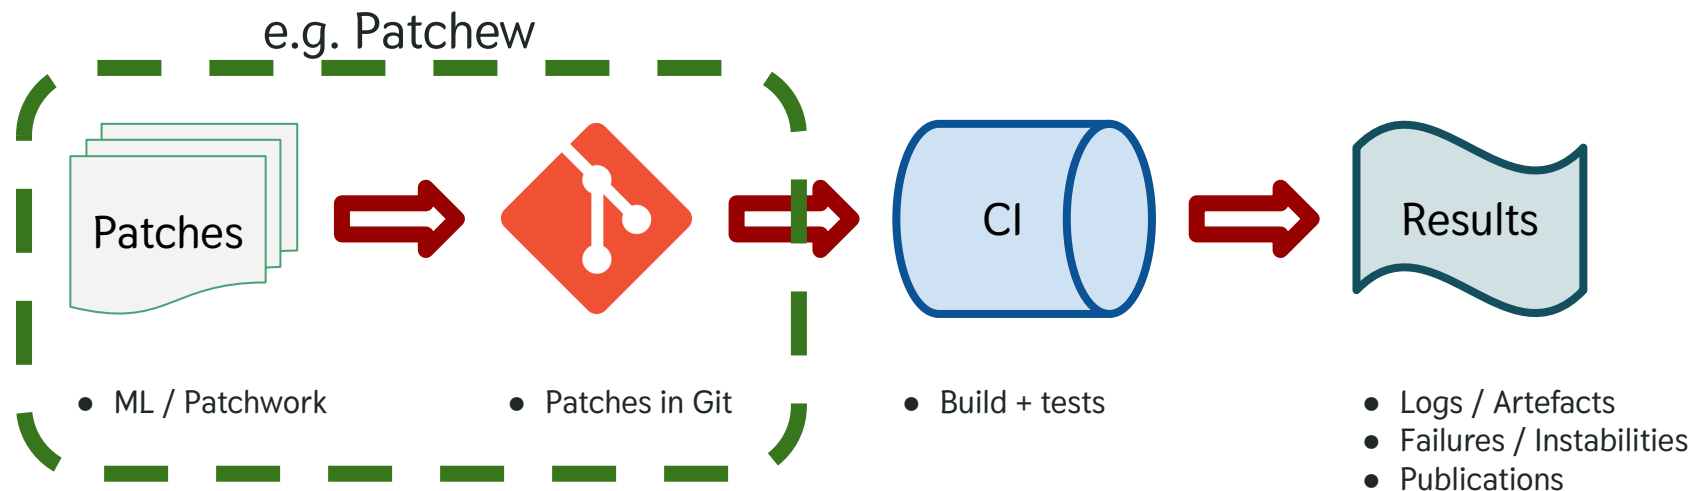 e.g. Patchew
Patches
CI
Results
● ML / Patchwork
● Patches in Git
● Build + tests
● Logs / Artefacts
● Failures / Instabilities
● Publications